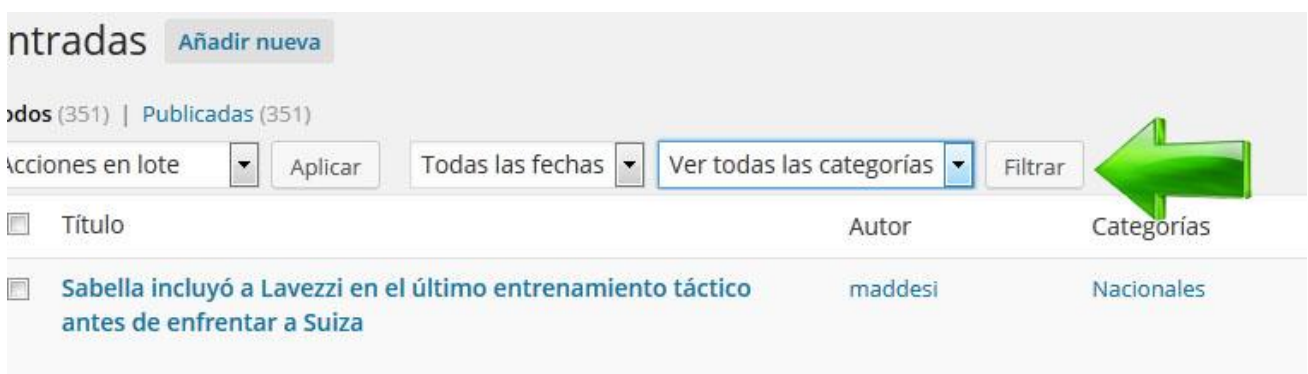 ntradas Añadir nueva
odos (351) | Publicadas (351)
Acciones en lote Aplicar Todas las fechas Ver todas las categorías Filtrar
Título Autor Categorías
Sabella incluyó a Lavezzi en el último entrenamiento táctico maddesi Nacionales
antes de enfrentar a Suiza